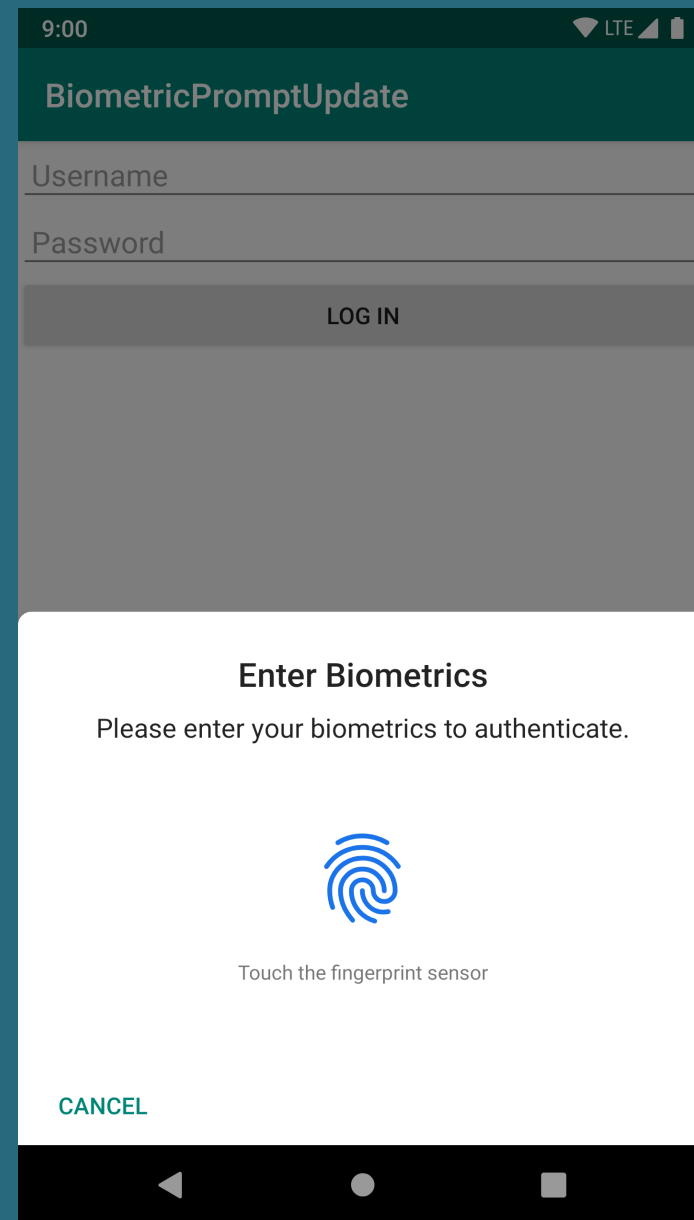 9:00 LTE
BiometricPromptUpdate
Username
Password
LOG IN
Enter Biometrics
Please enter your biometrics to authenticate.
Touch the fingerprint sensor
CANCEL